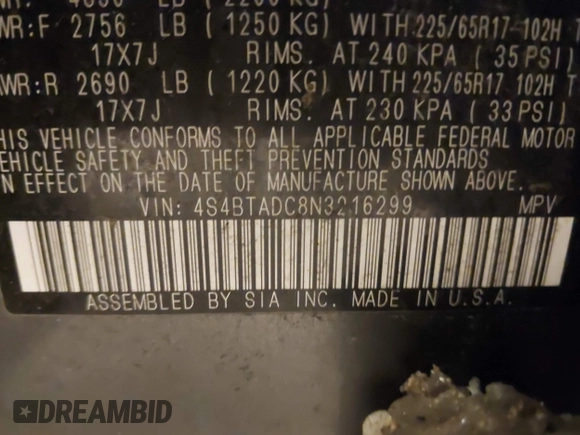 WR:F 2756 LB ( 1250 KG) WITH 225/65R17 102H T
17X7J RIMS. AT 240 KPA ( 35 PSI)
WR:R 2690 LB ( 1220 KG) WITH 225/65R17 102H T
17X7J RIMS. AT 230 KPA ( 33 PSI)
HIS VEHICLE CONFORMS TO ALL APPLICABLE FEDERAL MOTOR
EHICLE SAFETY AND THEFT PREVENTION STANDARDS
N EFFECT ON THE DATE OF MANUFACTURE SHOWN ABOVE.
VIN: 4S4BTADC8N3216299 MPV
ASSEMBLED BY SIA INC. MADE IN U.S.A.
DREAMBID